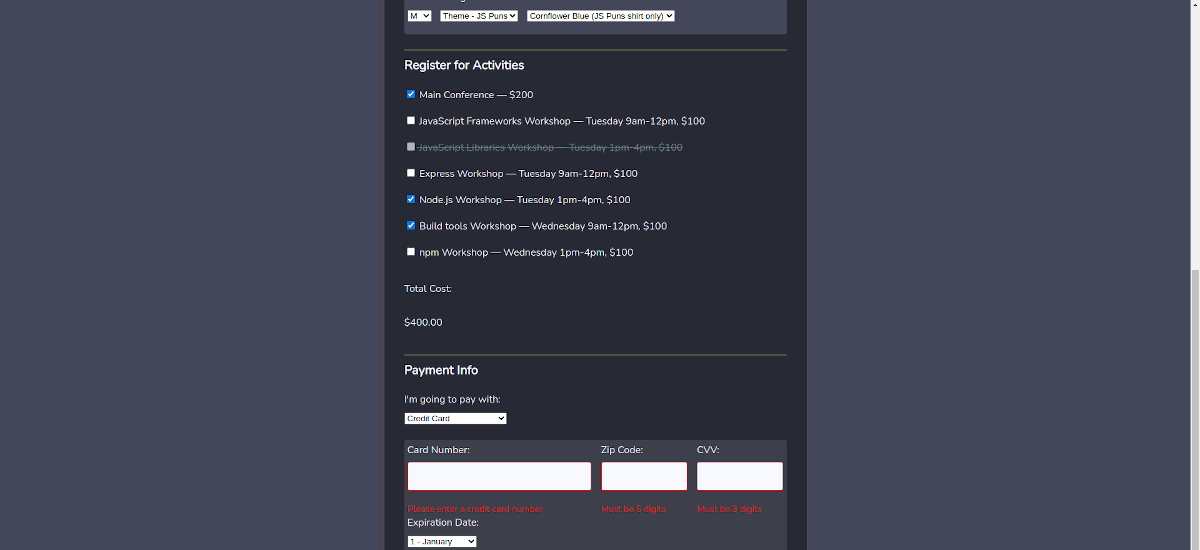 M Theme - JS Puns Cornflower Blue (JS Puns shirt only)
Register for Activities
Main Conference — $200
JavaScript Frameworks Workshop — Tuesday 9am-12pm, $100
JavaScript Libraries Workshop — Tuesday 1pm-4pm, $100
Express Workshop — Tuesday 9am-12pm, $100
Node.js Workshop — Tuesday 1pm-4pm, $100
Build tools Workshop — Wednesday 9am-12pm, $100
npm Workshop — Wednesday 1pm-4pm, $100
Total Cost:
$400.00
Payment Info
I'm going to pay with:
Credit Card
Card Number: Zip Code: CVV:
Please enter a credit card number Must be 5 digits Must be 3 digits
Expiration Date:
1 - January